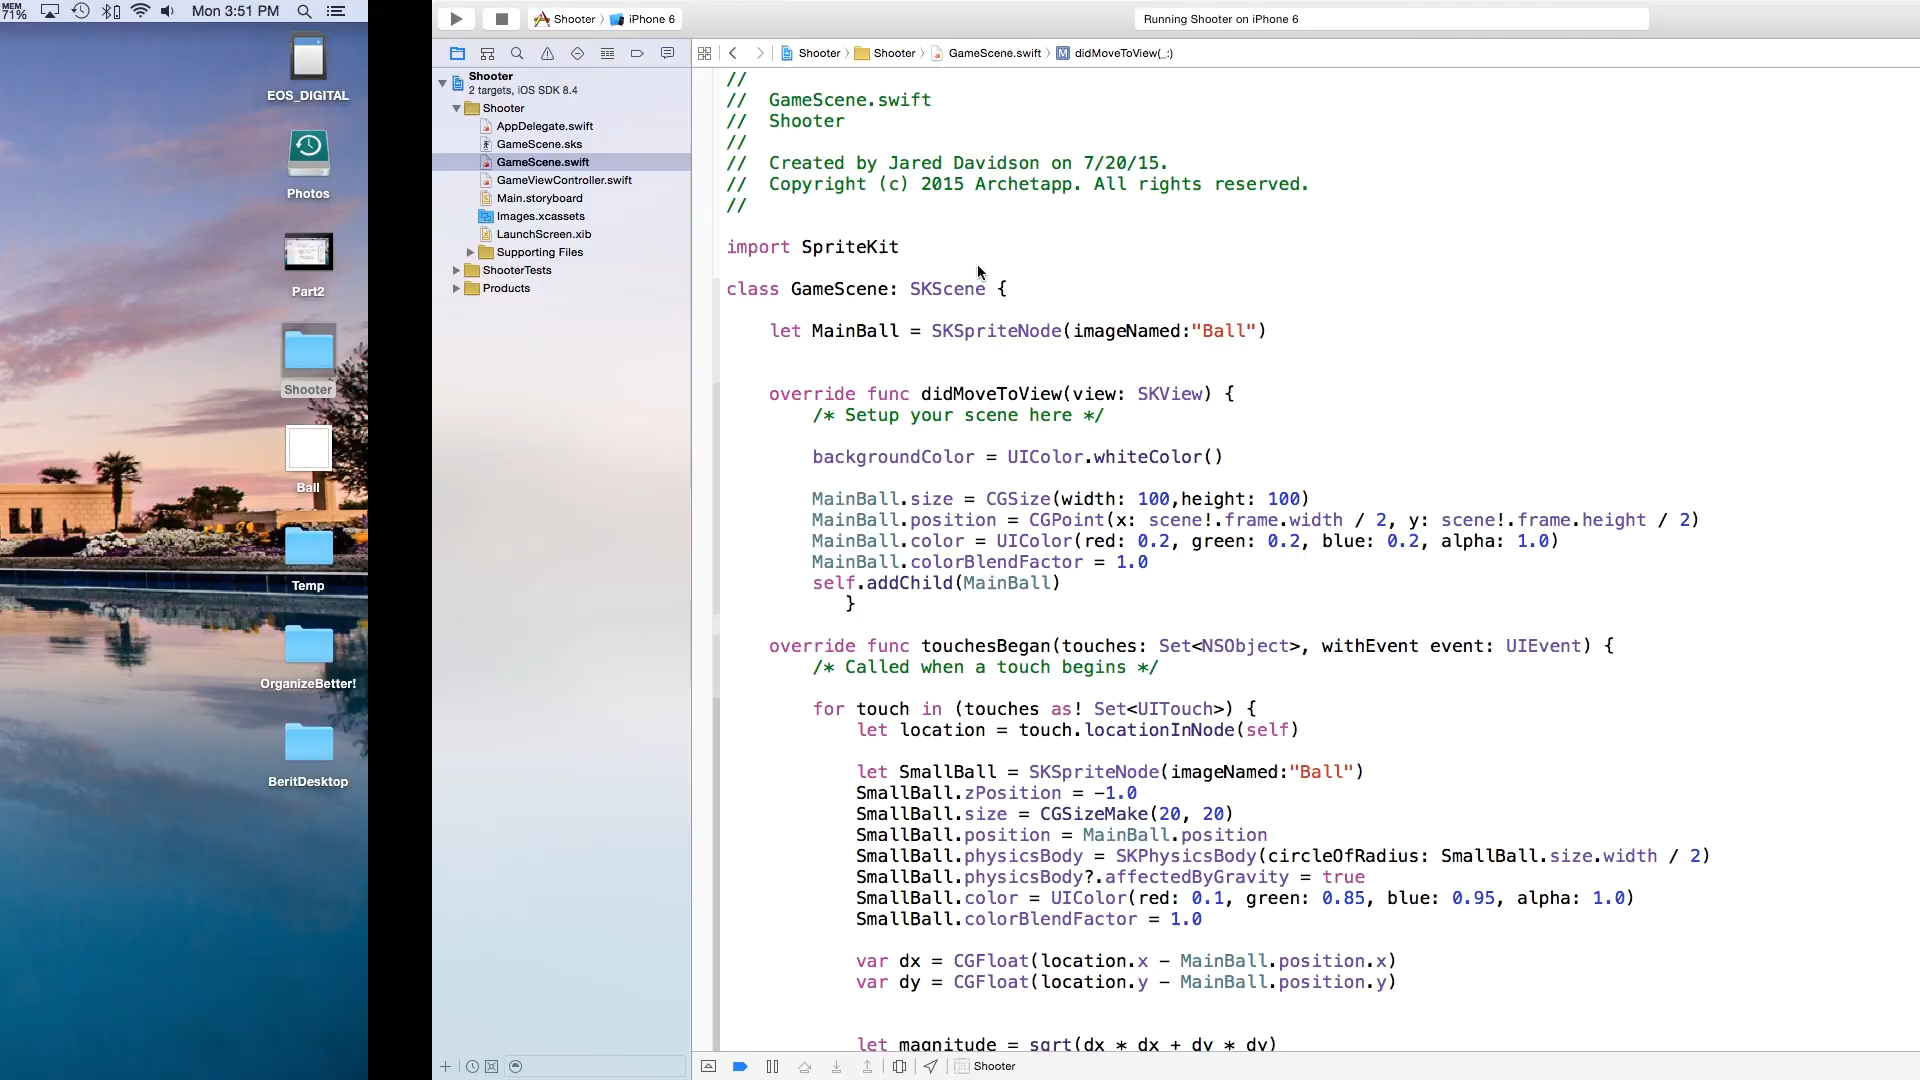 MEM
71%
Mon 3:51 PM
EOS_DIGITAL
Photos
Part2
Shooter
Ball
Temp
OrganizeBetter!
BeritDesktop
Shooter
iPhone 6
Running Shooter on iPhone 6
Shooter
Shooter
GameScene.swift
M
didMoveToView(_:)
Shooter
2 targets, iOS SDK 8.4
Shooter
AppDelegate.swift
GameScene.sks
GameScene.swift
GameViewController.swift
Main.storyboard
Images.xcassets
LaunchScreen.xib
Supporting Files
ShooterTests
Products
//
// GameScene.swift
// Shooter
//
// Created by Jared Davidson on 7/20/15.
// Copyright (c) 2015 Archetapp. All rights reserved.
//
import SpriteKit
class GameScene: SKScene {
let MainBall = SKSpriteNode(imageNamed:"Ball")
override func didMoveToView(view: SKView) {
/* Setup your scene here */
backgroundColor = UIColor.whiteColor()
MainBall.size = CGSize(width: 100,height: 100)
MainBall.position = CGPoint(x: scene!.frame.width / 2, y: scene!.frame.height / 2)
MainBall.color = UIColor(red: 0.2, green: 0.2, blue: 0.2, alpha: 1.0)
MainBall.colorBlendFactor = 1.0
self.addChild(MainBall)
}
override func touchesBegan(touches: Set<NSObject>, withEvent event: UIEvent) {
/* Called when a touch begins */
for touch in (touches as! Set<UITouch>) {
let location = touch.locationInNode(self)
let SmallBall = SKSpriteNode(imageNamed:"Ball")
SmallBall.zPosition = -1.0
SmallBall.size = CGSizeMake(20, 20)
SmallBall.position = MainBall.position
SmallBall.physicsBody = SKPhysicsBody(circleOfRadius: SmallBall.size.width / 2)
SmallBall.physicsBody?.affectedByGravity = true
SmallBall.color = UIColor(red: 0.1, green: 0.85, blue: 0.95, alpha: 1.0)
SmallBall.colorBlendFactor = 1.0
var dx = CGFloat(location.x - MainBall.position.x)
var dy = CGFloat(location.y - MainBall.position.y)
let magnitude = sqrt(dx * dx + dy * dy)
Shooter